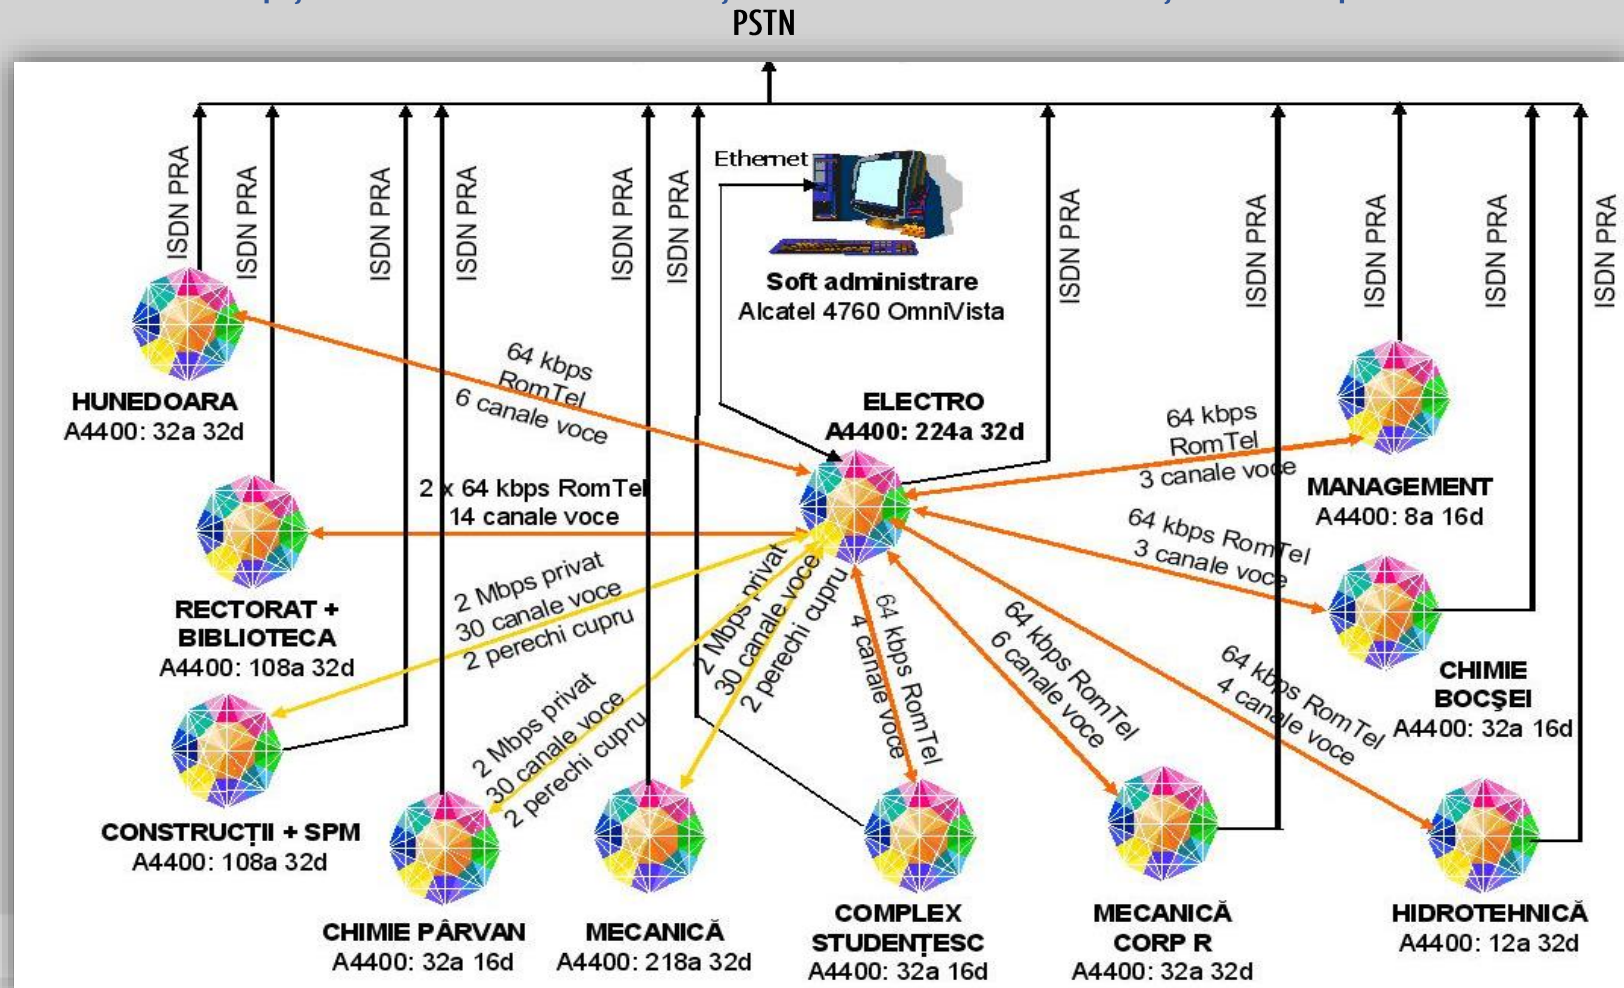 PSTN
ISDN PRA
ISDN PRA
ISDN PRA
ISDN PRA
ISDN PRA
ISDN PRA
ISDN PRA
ISDN PRA
ISDN PRA
ISDN PRA
ISDN PRA
Ethernet
Soft administrare
Alcatel 4760 OmniVista
HUNEDOARA
A4400: 32a 32d
64 kbps
RomTel
6 canale voce
ELECTRO
A4400: 224a 32d
64 kbps
RomTel
3 canale voce
MANAGEMENT
A4400: 8a 16d
2 x 64 kbps RomTel
14 canale voce
64 kbps RomTel
3 canale voce
RECTORAT +
BIBLIOTECA
A4400: 108a 32d
2 Mbps privat
30 canale voce
2 perechi cupru
2 Mbps privat
30 canale voce
2 perechi cupru
2 Mbps privat
30 canale voce
2 perechi cupru
64 kbps RomTel
4 canale voce
64 kbps RomTel
6 canale voce
64 kbps RomTel
4 canale voce
CHIMIE
BOCŞEI
A4400: 32a 16d
CONSTRUCȚII + SPM
A4400: 108a 32d
CHIMIE PÂRVAN
A4400: 32a 16d
MECANICĂ
A4400: 218a 32d
COMPLEX
STUDENȚESC
A4400: 32a 16d
MECANICĂ
CORP R
A4400: 32a 32d
HIDROTEHNICĂ
A4400: 12a 32d